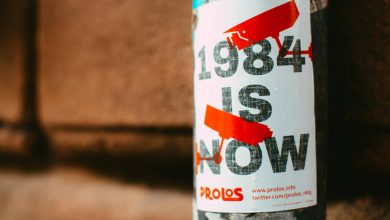 1984
IS
NOW
PROLOS
www.prolos.info
twitter.com/prolos_nbg